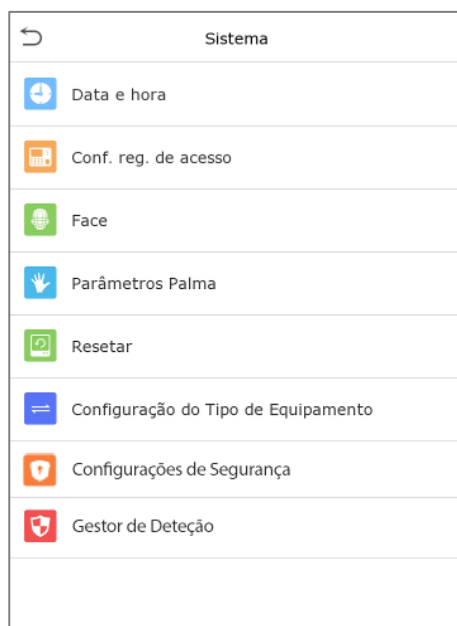 Sistema
Data e hora
Conf. reg. de acesso
Face
Parâmetros Palma
Resetar
Configuração do Tipo de Equipamento
Configurações de Segurança
Gestor de Deteção